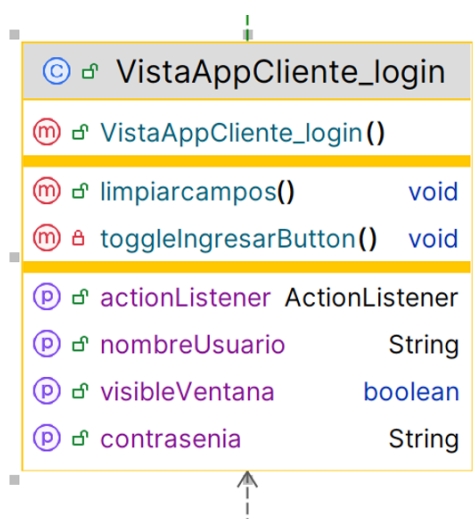 C VistaAppCliente_login
m VistaAppCliente_login()
m limpiarcampos() void
m toggleIngresarButton() void
p actionListener ActionListener
p nombreUsuario String
p visibleVentana boolean
p contrasenia String